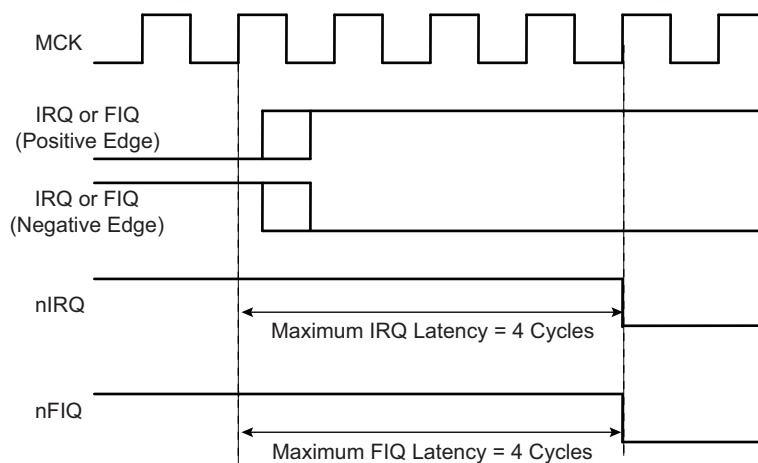 MCK
IRQ or FIQ
(Positive Edge)
IRQ or FIQ
(Negative Edge)
nIRQ
Maximum IRQ Latency = 4 Cycles
nFIQ
Maximum FIQ Latency = 4 Cycles